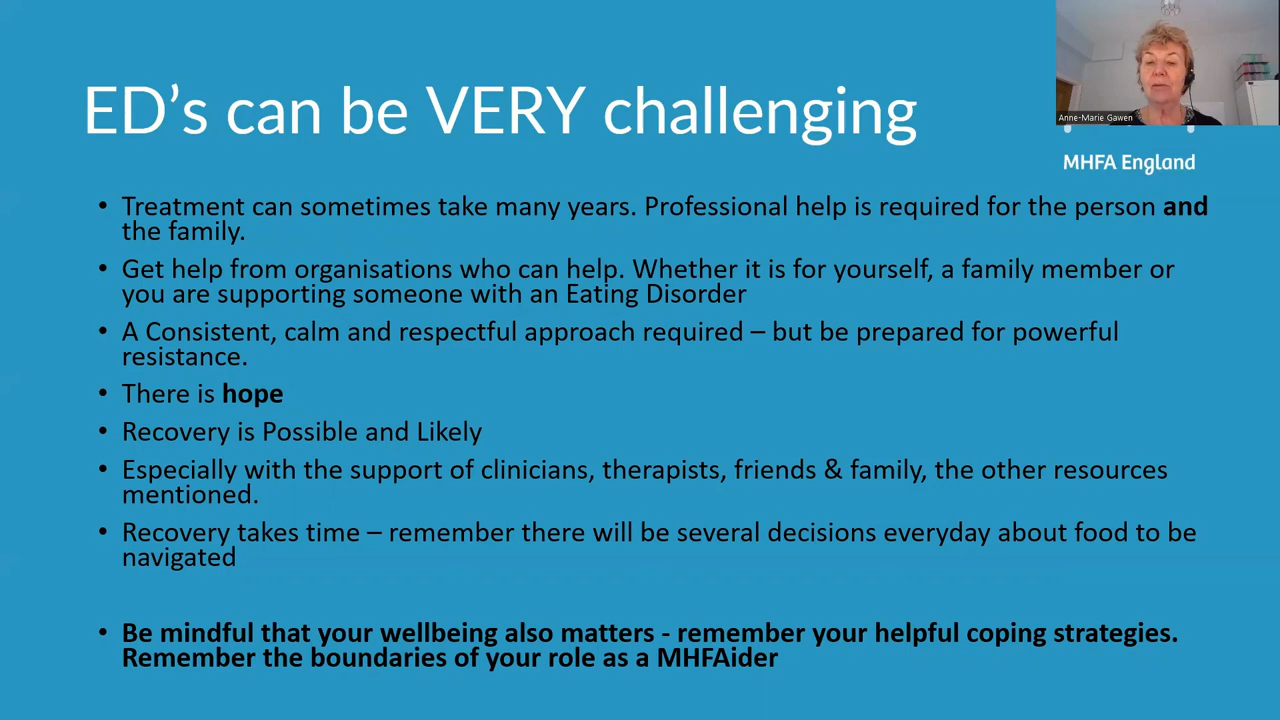 ED’s can be VERY challenging
Anne-Marie Gawen
MHFA England
• Treatment can sometimes take many years. Professional help is required for the person and
the family.
• Get help from organisations who can help. Whether it is for yourself, a family member or
you are supporting someone with an Eating Disorder
• A Consistent, calm and respectful approach required – but be prepared for powerful
resistance.
• There is hope
• Recovery is Possible and Likely
• Especially with the support of clinicians, therapists, friends & family, the other resources
mentioned.
• Recovery takes time – remember there will be several decisions everyday about food to be
navigated
• Be mindful that your wellbeing also matters - remember your helpful coping strategies.
Remember the boundaries of your role as a MHFAider